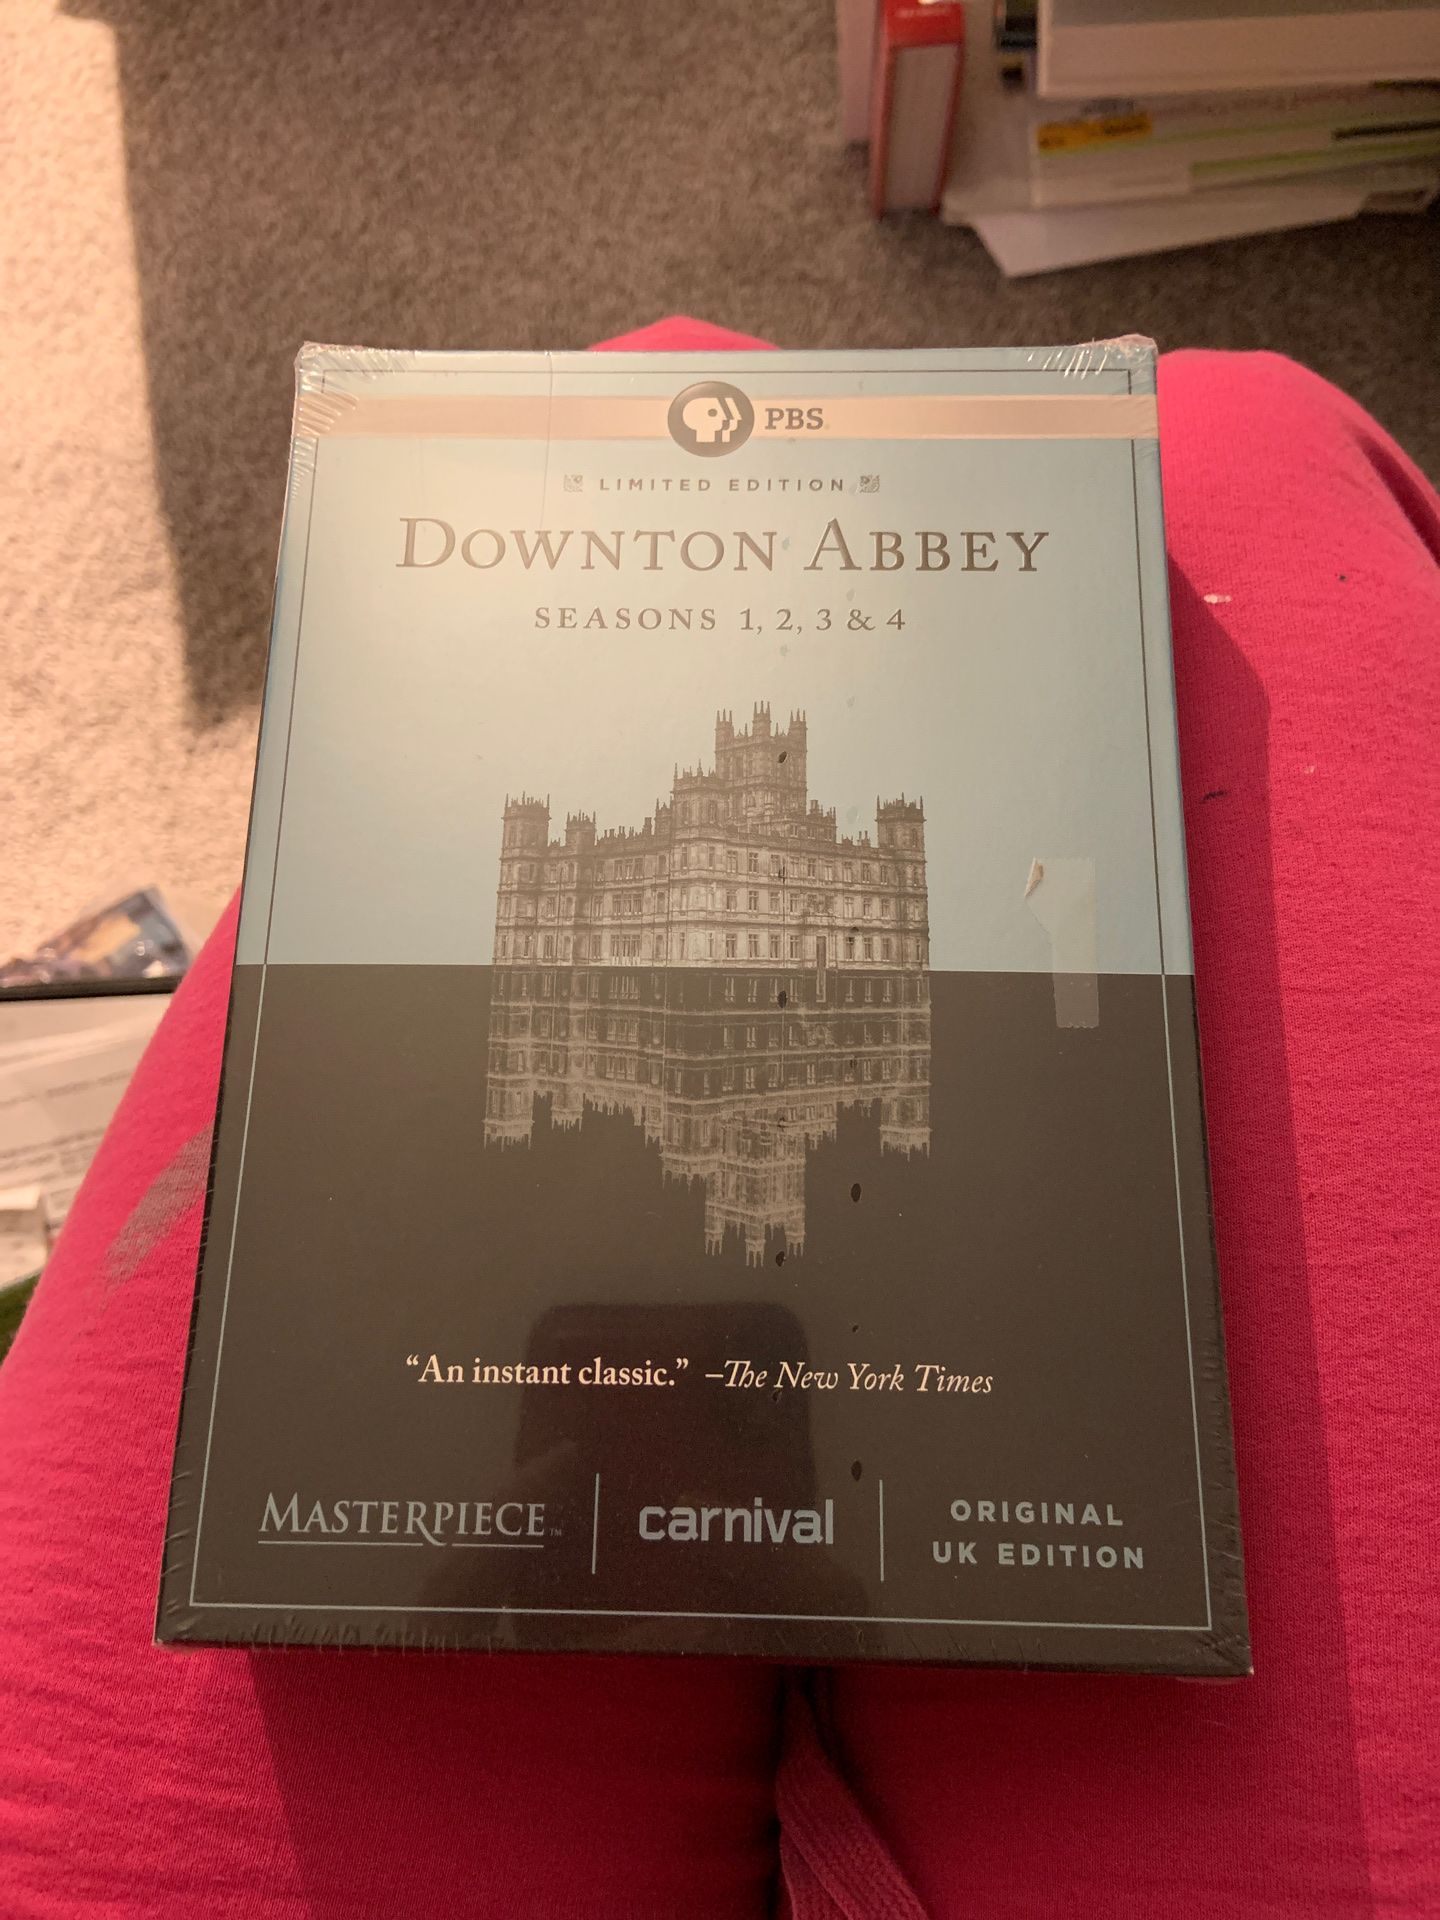 PBS
LIMITED EDITION
DOWNTON ABBEY
SEASONS 1, 2, 3 & 4
“An instant classic.” –The New York Times
MASTERPIECE™
carnival
ORIGINAL
UK EDITION